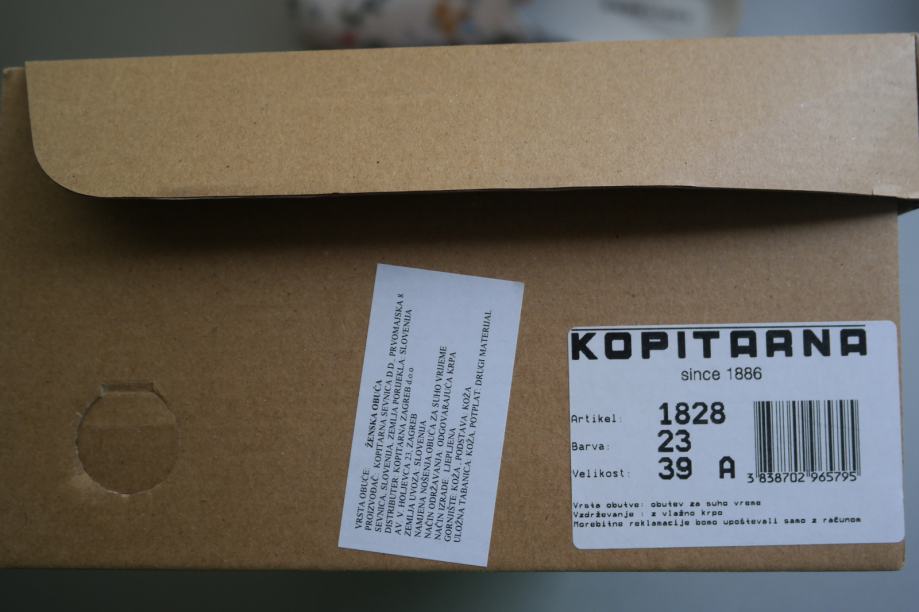 VRSTA OBUĆE: ŽENSKA OBUĆA
PROIZVOĐAČ: KOPITARNA SEVNICA D.D., PRVOMAJSKA 8
SEVNICA, SLOVENIJA, ZEMLJA PORIJEKLA: SLOVENIJA
DISTRIBUTER: KOPITARNA ZAGREB d.o.o
AV. V. HOLJEVCA 23, ZAGREB
ZEMLJA UVOZA: SLOVENIJA
NAMJENA NOŠENJA: OBUĆA ZA SUHO VRIJEME
NAČIN ODRŽAVANJA: ODGOVARAJUĆA KRPA
NAČIN IZRADE: LIJEPLJENA
GORNJIŠTE: KOŽA, PODSTAVA: KOŽA
ULOŽNA TABANICA: KOŽA, POTPLAT: DRUGI MATERIJAL
KOPITARNA
since 1886
Artikel: 1828
Barva: 23
Velikost: 39 A
3 838702 965795
Vrsta obutve: obutev za suho vreme
Vzdrževanje : z vlažno krpo
Morebitne reklamacije bomo upoštevali samo z računom